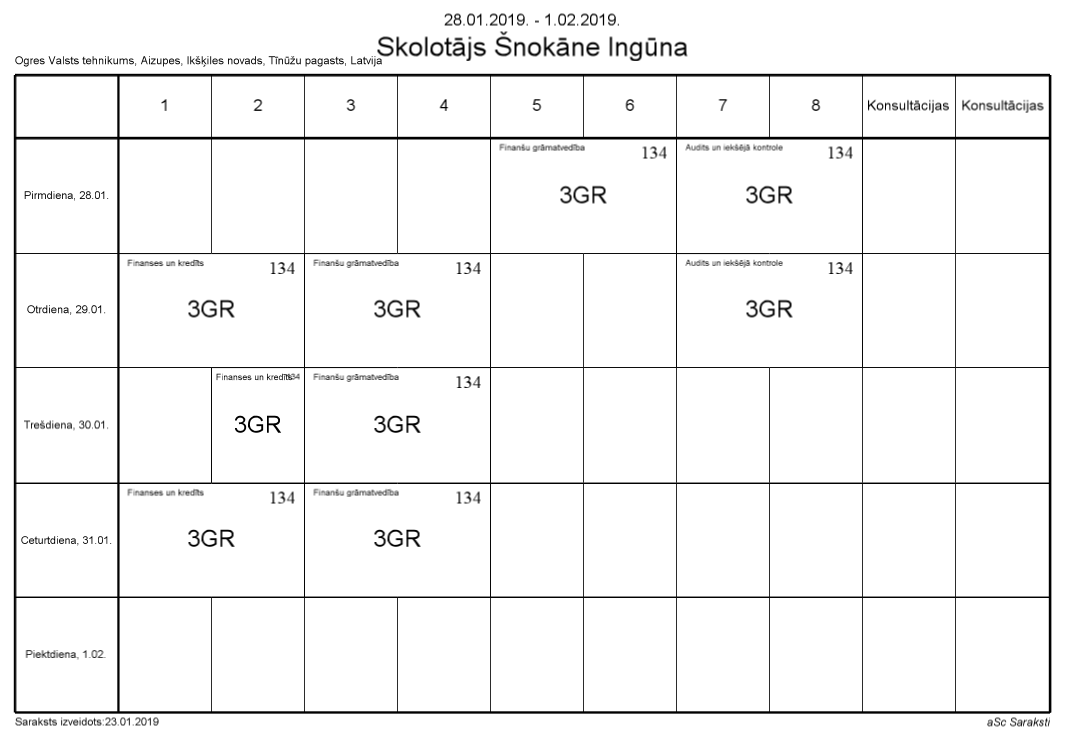 28.01.2019. - 1.02.2019.
Skolotājs Šnokāne Ingūna
Ogres Valsts tehnikums, Aizupes, Ikšķiles novads, Tīnūžu pagasts, Latvija
1 2 3 4 5 6 7 8 Konsultācijas Konsultācijas
Pirmdiena, 28.01.
Finanšu grāmatvedība 134
3GR
Audits un iekšējā kontrole 134
3GR
Otrdiena, 29.01.
Finanses un kredīts 134
3GR
Finanšu grāmatvedība 134
3GR
Audits un iekšējā kontrole 134
3GR
Trešdiena, 30.01.
Finanses un kredīts 134
3GR
Finanšu grāmatvedība 134
3GR
Ceturtdiena, 31.01.
Finanses un kredīts 134
3GR
Finanšu grāmatvedība 134
3GR
Piektdiena, 1.02.
Saraksts izveidots:23.01.2019
aSc Saraksti